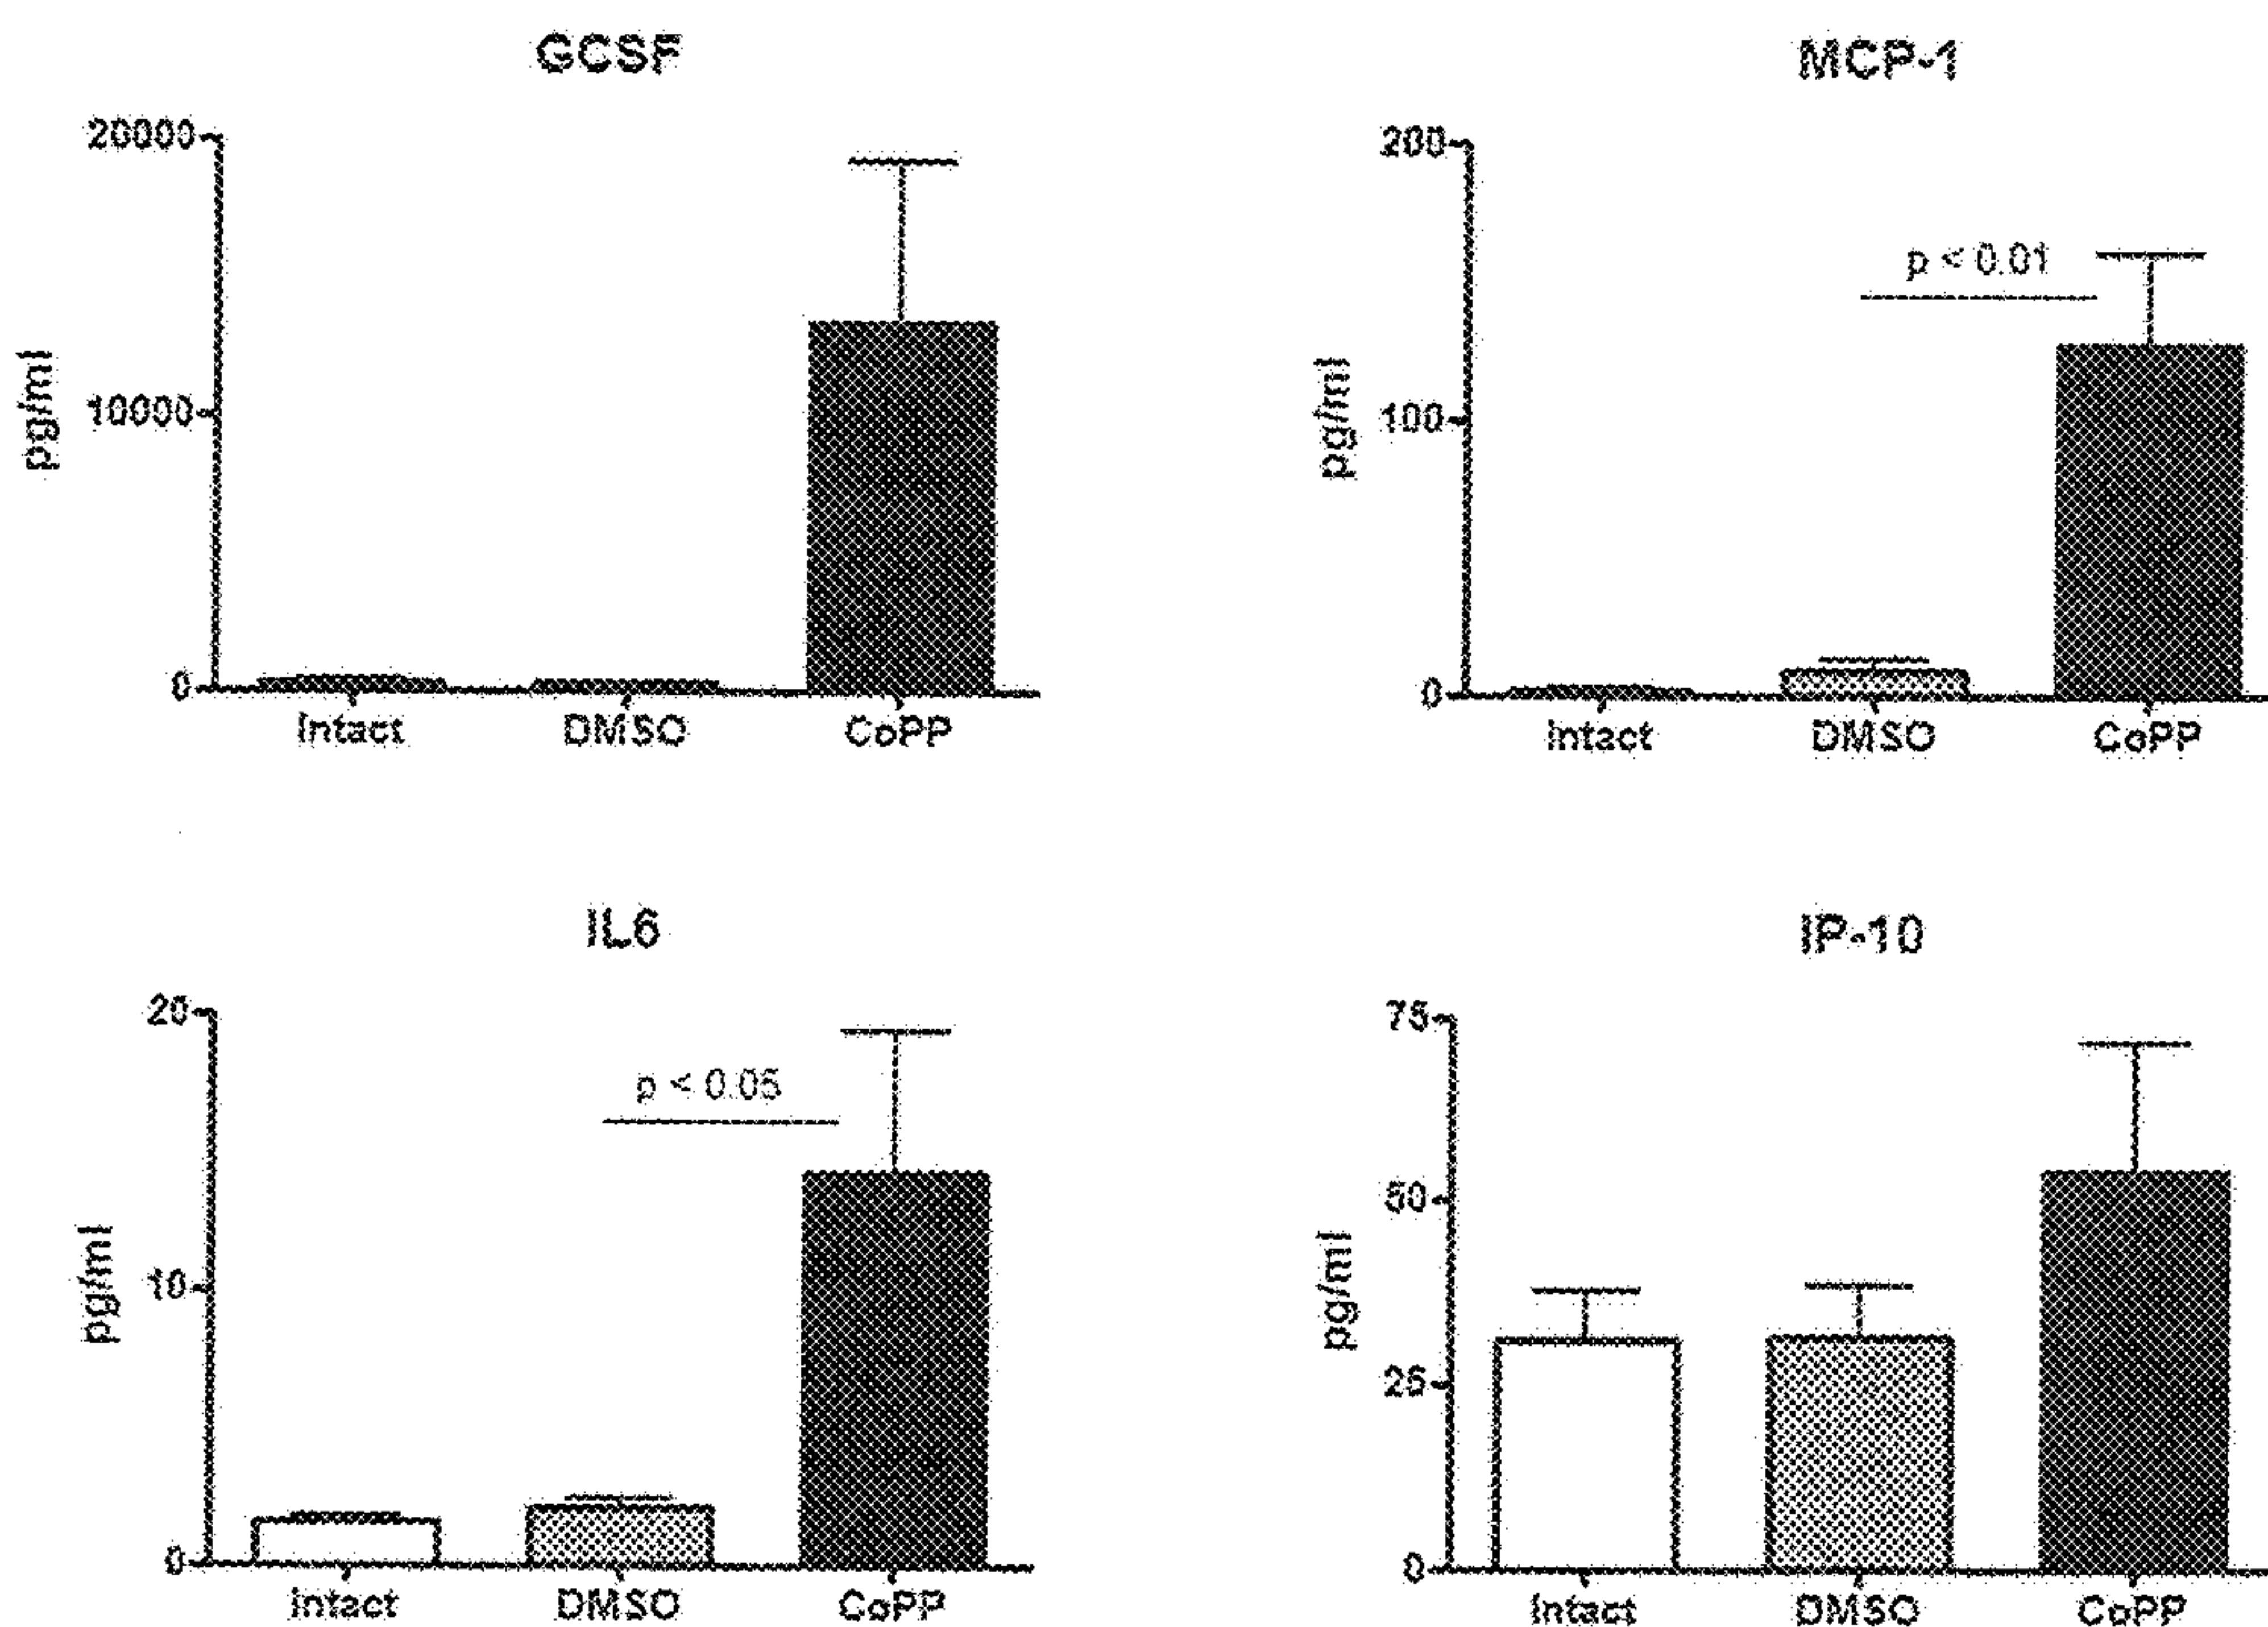 GCSF
20000
10000
0
pg/ml
Intact DMSO CoPP
MCP-1
200
100
0
pg/ml
p < 0.01
Intact DMSO CoPP
IL6
20
10
0
pg/ml
p < 0.05
Intact DMSO CoPP
IP-10
75
50
25
0
pg/ml
Intact DMSO CoPP